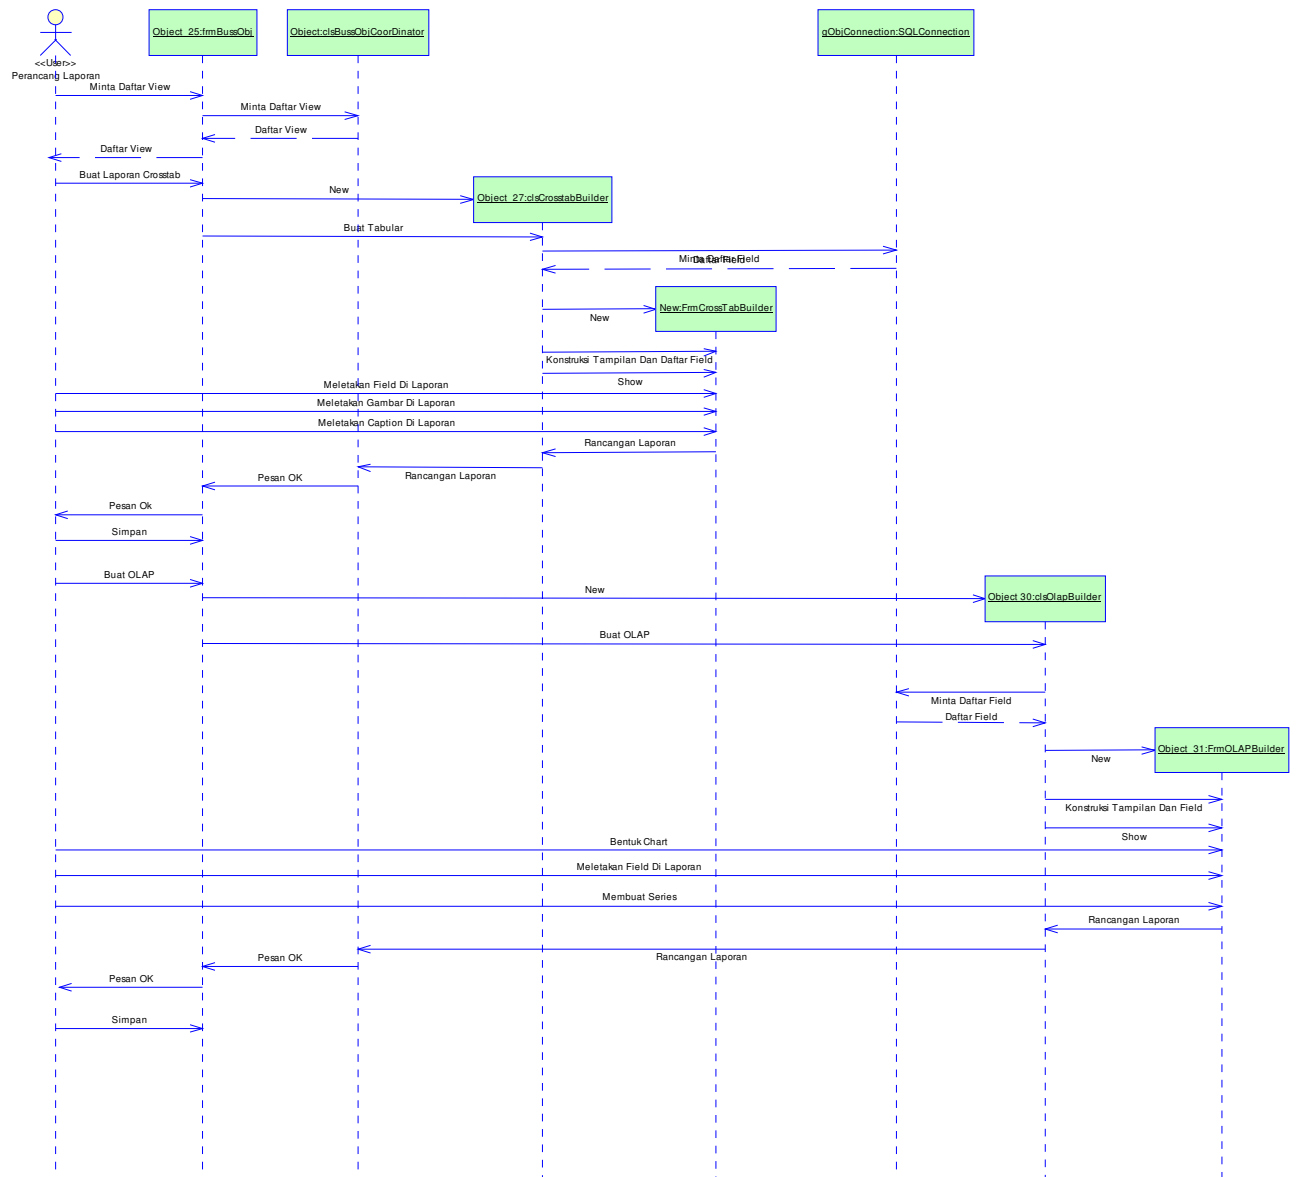 Object_25:frmBussObj
Object:clsBussObjCoorDinator
gObjConnection:SQLConnection
<<User>>
Perancang Laporan
Minta Daftar View
Minta Daftar View
Daftar View
Daftar View
Buat Laporan Crosstab
New
Object_27:clsCrosstabBuilder
Buat Tabular
Minta Daftar Field
Daftar Field
New:FrmCrossTabBuilder
New
Konstruksi Tampilan Dan Daftar Field
Show
Meletakan Field Di Laporan
Meletakan Gambar Di Laporan
Meletakan Caption Di Laporan
Rancangan Laporan
Rancangan Laporan
Pesan OK
Pesan Ok
Simpan
Buat OLAP
New
Object 30:clsOlapBuilder
Buat OLAP
Minta Daftar Field
Daftar Field
Object_31:FrmOLAPBuilder
New
Konstruksi Tampilan Dan Field
Show
Bentuk Chart
Meletakan Field Di Laporan
Membuat Series
Rancangan Laporan
Rancangan Laporan
Pesan OK
Pesan OK
Simpan